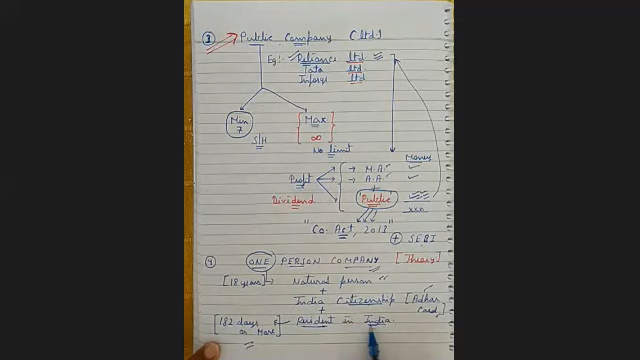 ③ Public Company (ltd.)
Eg:- Reliance ltd.
Tata ltd.
Infosys ltd
Min 7 S/H
Max ∞
No limit
Money
→ M.A.
Profit → A.A.
+
Dividend "Public"
xxx
"Co. Act, 2013"
+ SEBI
④ ONE PERSON COMPANY [Theory]
[18 years] → Natural person
+
India Citizenship [Adhar Card]
+
[182 days or More] Resident in India.